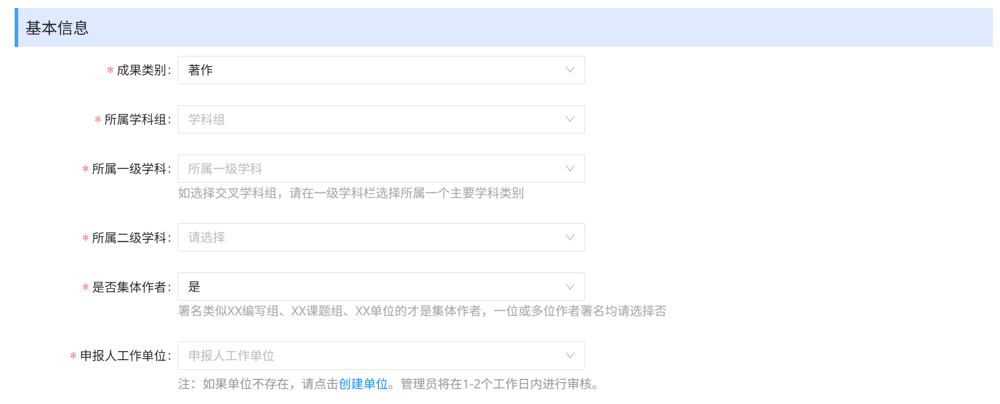 基本信息
* 成果类别： 著作
* 所属学科组： 学科组
* 所属一级学科： 所属一级学科
如选择交叉学科组，请在一级学科栏选择所属一个主要学科类别
* 所属二级学科： 请选择
* 是否集体作者： 是
署名类似XX编写组、XX课题组、XX单位的才是集体作者，一位或多位作者署名均请选择否
* 申报人工作单位： 申报人工作单位
注：如果单位不存在，请点击创建单位。管理员将在1-2个工作日内进行审核。